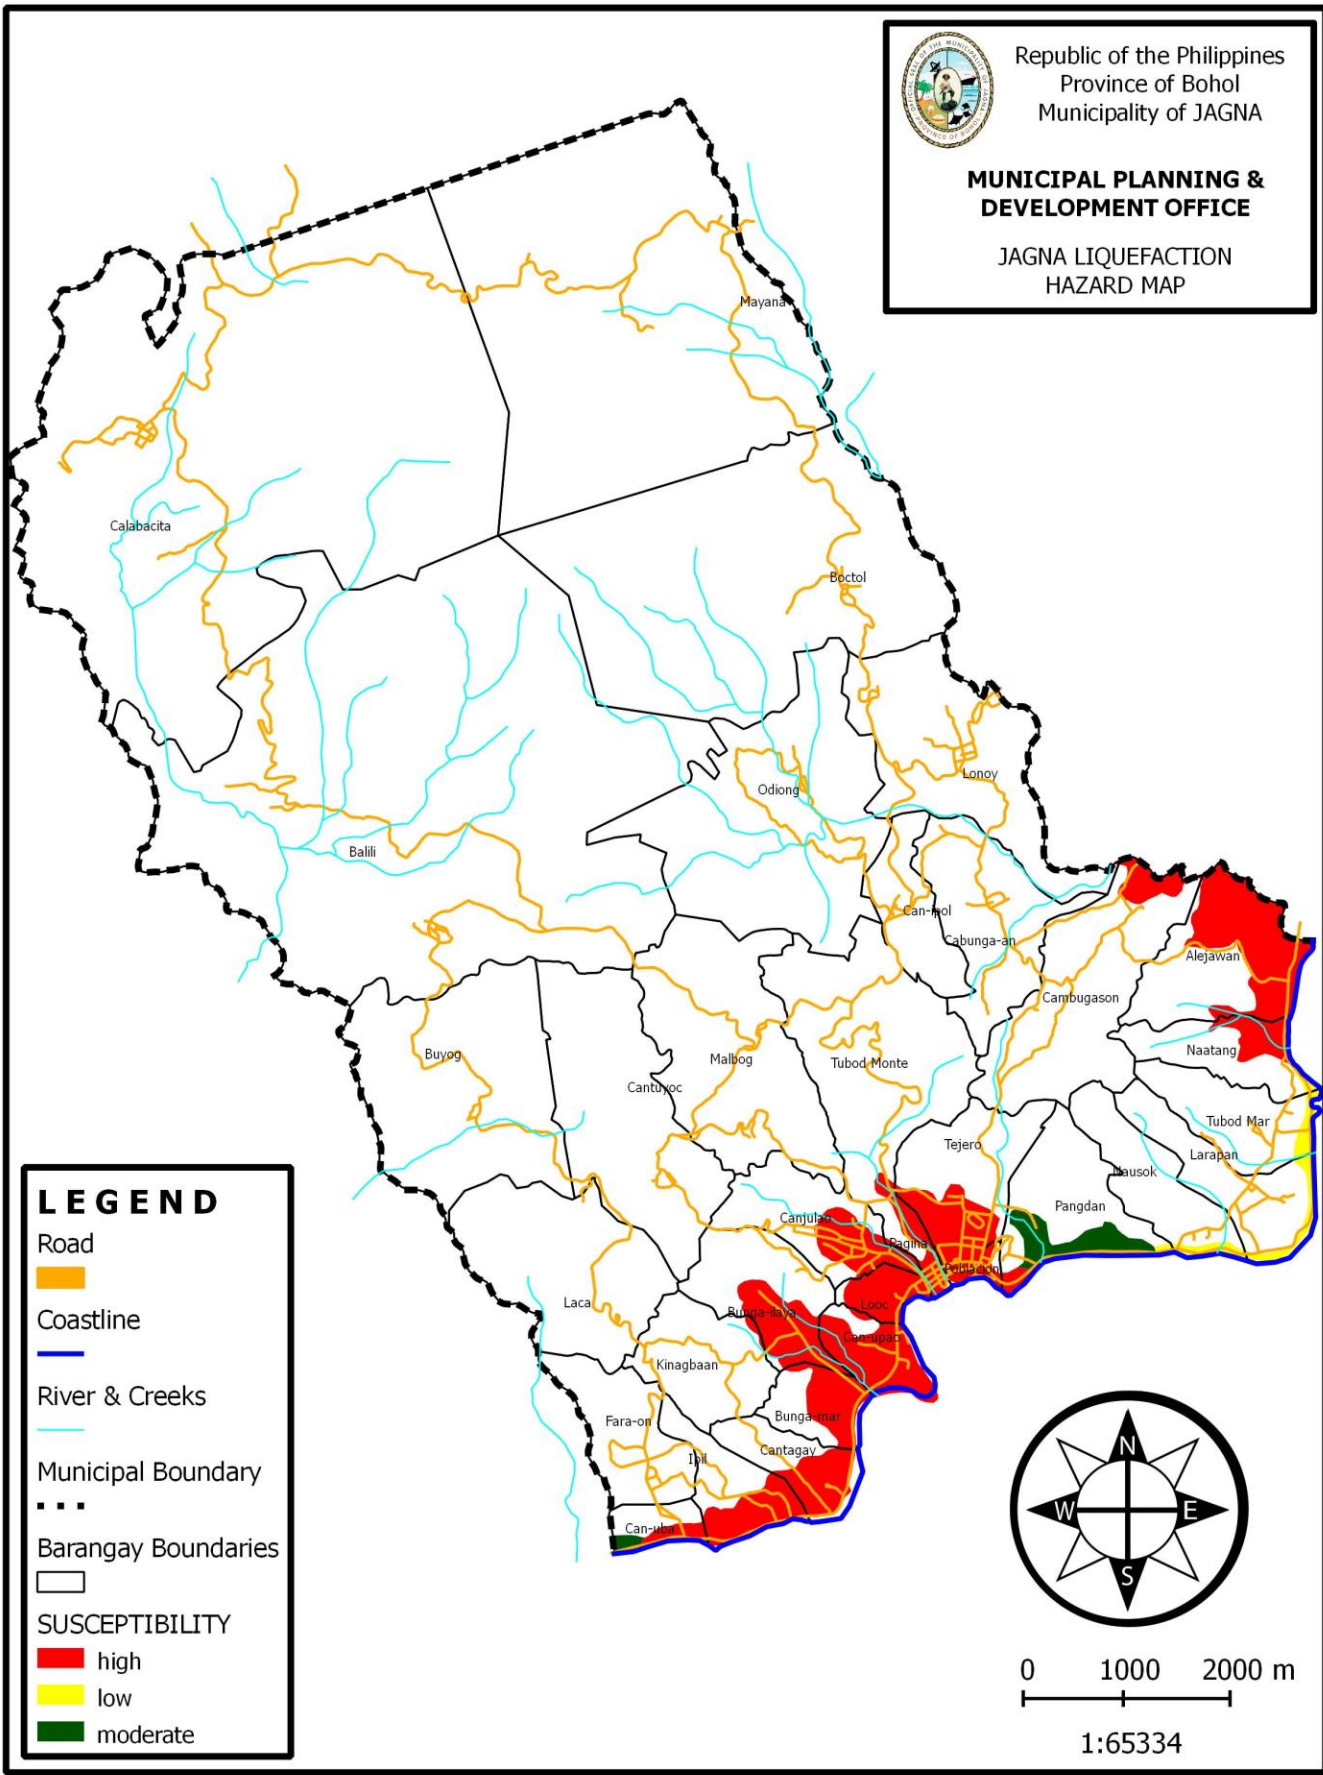 Republic of the Philippines
Province of Bohol
Municipality of JAGNA
MUNICIPAL PLANNING &
DEVELOPMENT OFFICE
JAGNA LIQUEFACTION
HAZARD MAP
Mayana
Calabacita
Boctol
Lonoy
Odiong
Balili
Can-ipol
Cabunga-an
Alejawan
Cambugason
Naatang
Buyog
Malbog
Tubod Monte
Cantuyoc
Tubod Mar
Tejero
Larapan
Nausok
Pangdan
Canjulao
Pagina
Poblacion
Laca
Looc
Bunga-ilaya
Can-upao
Kinagbaan
Fara-on
Bunga-mar
Cantagay
Ipil
Can-uba
LEGEND
Road
Coastline
River & Creeks
Municipal Boundary
Barangay Boundaries
SUSCEPTIBILITY
high
low
moderate
N
W E
S
0 1000 2000 m
1:65334